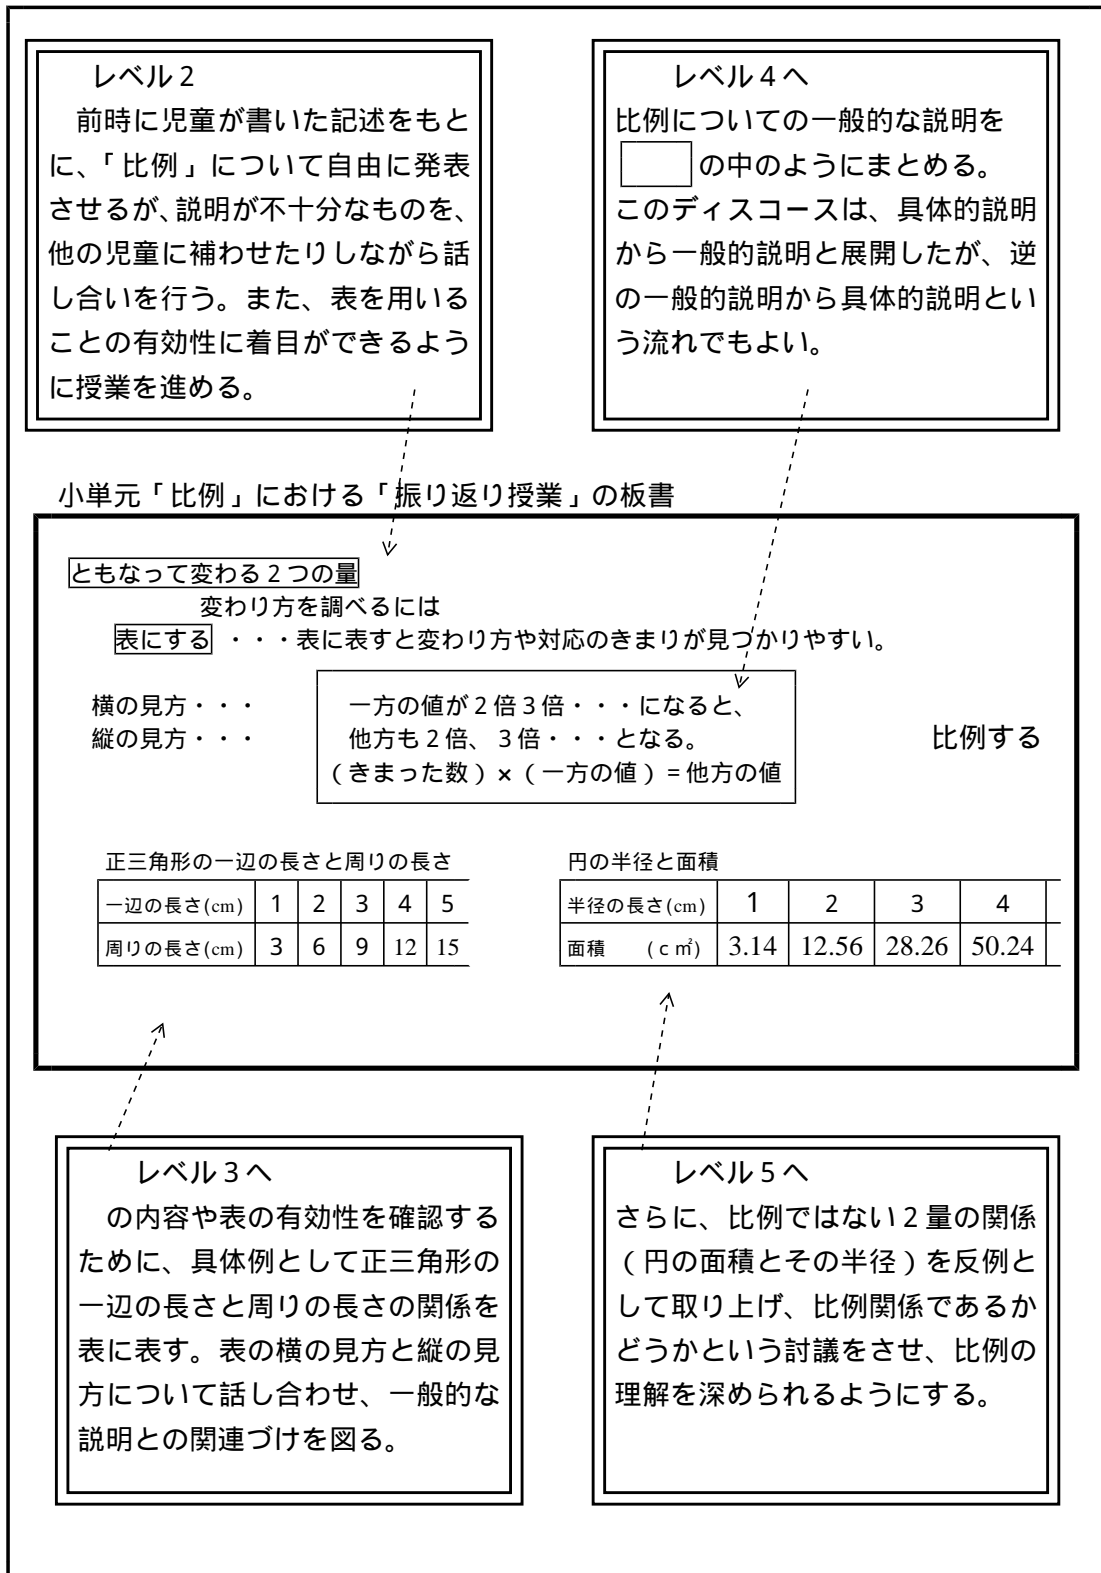 レベル2
前時に児童が書いた記述をもと
に、「比例」について自由に発表
させるが、説明が不十分なものを、
他の児童に補わせたりしながら話
し合いを行う。また、表を用いる
ことの有効性に着目ができるよう
に授業を進める。
レベル4へ
比例についての一般的な説明を
の中のようにまとめる。
このディスコースは、具体的説明
から一般的説明と展開したが、逆
の一般的説明から具体的説明とい
う流れでもよい。
小単元「比例」における「振り返り授業」の板書
ともなって変わる2つの量
変わり方を調べるには
表にする ・・・表に表すと変わり方や対応のきまりが見つかりやすい。
横の見方・・・ 一方の値が2倍3倍・・・になると、
縦の見方・・・ 他方も2倍、3倍・・・となる。 比例する
(きまった数)×(一方の値)=他方の値
正三角形の一辺の長さと周りの長さ
一辺の長さ(cm) 1 2 3 4 5
周りの長さ(cm) 3 6 9 12 15
円の半径と面積
半径の長さ(cm) 1 2 3 4
面積 (c㎡) 3.14 12.56 28.26 50.24
レベル3へ
の内容や表の有効性を確認する
ために、具体例として正三角形の
一辺の長さと周りの長さの関係を
表に表す。表の横の見方と縦の見
方について話し合わせ、一般的な
説明との関連づけを図る。
レベル5へ
さらに、比例ではない2量の関係
(円の面積とその半径)を反例と
して取り上げ、比例関係であるか
どうかという討議をさせ、比例の
理解を深められるようにする。